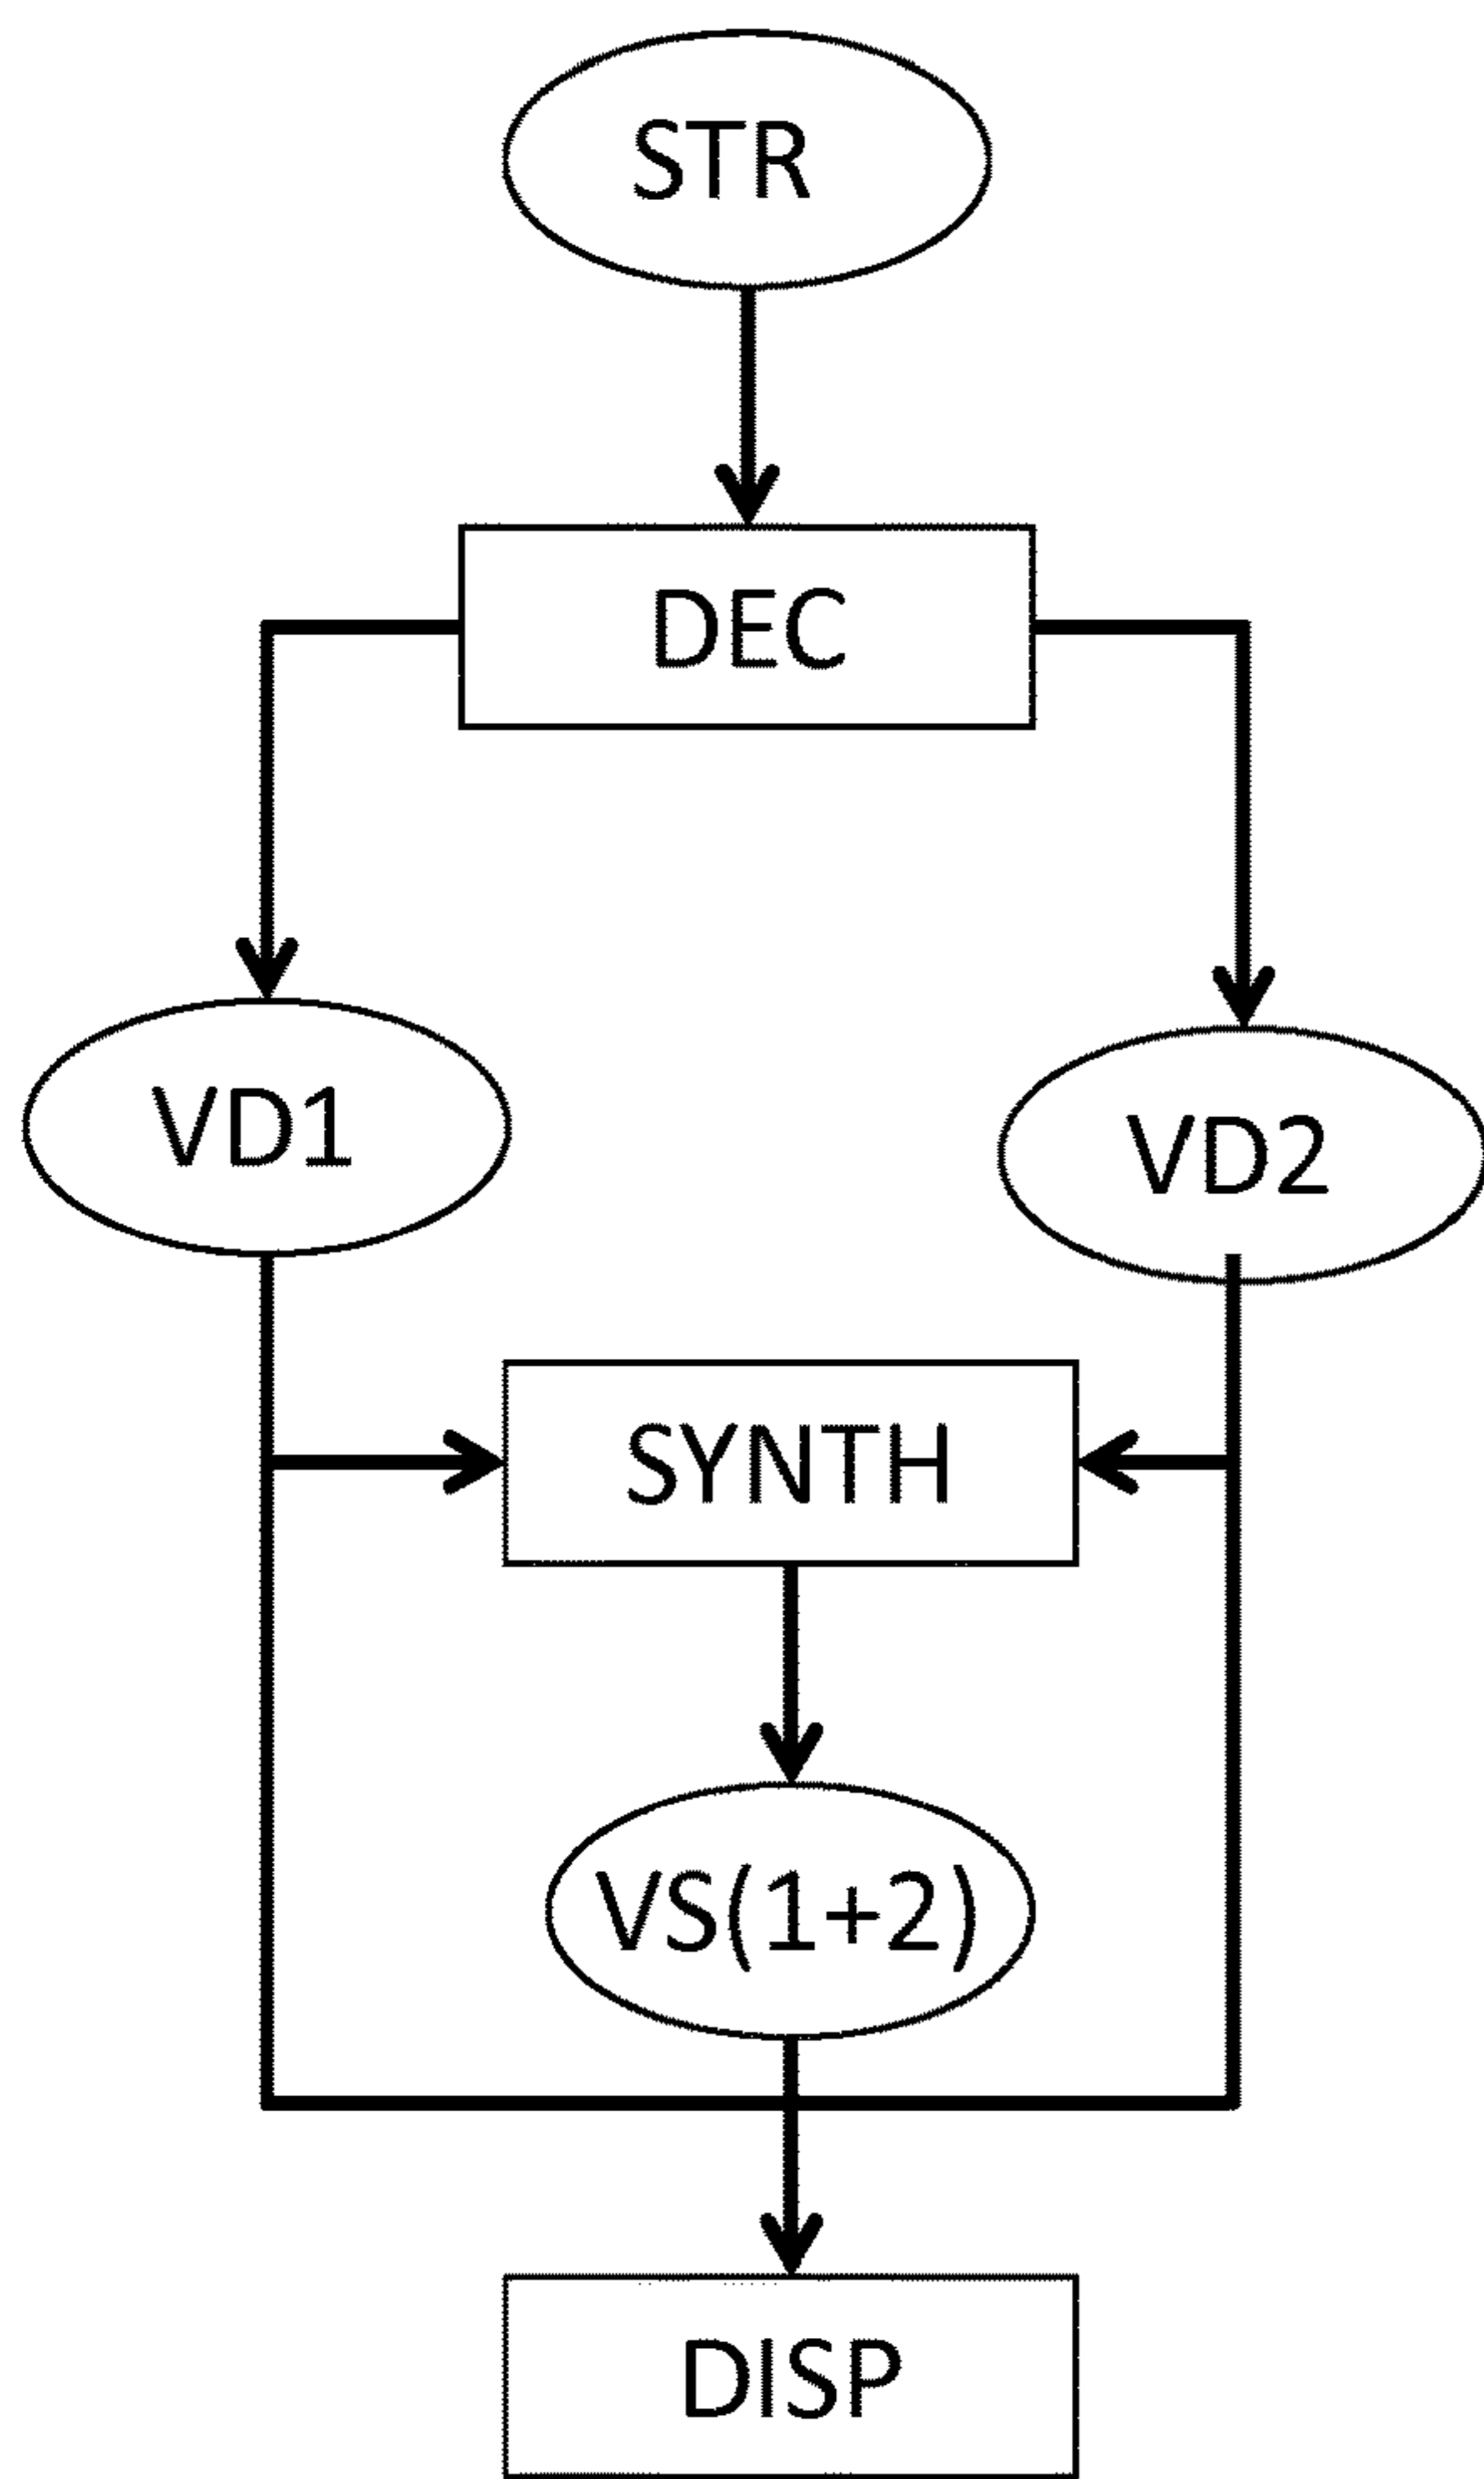 STR
DEC
VD1
VD2
SYNTH
VS(1+2)
DISP